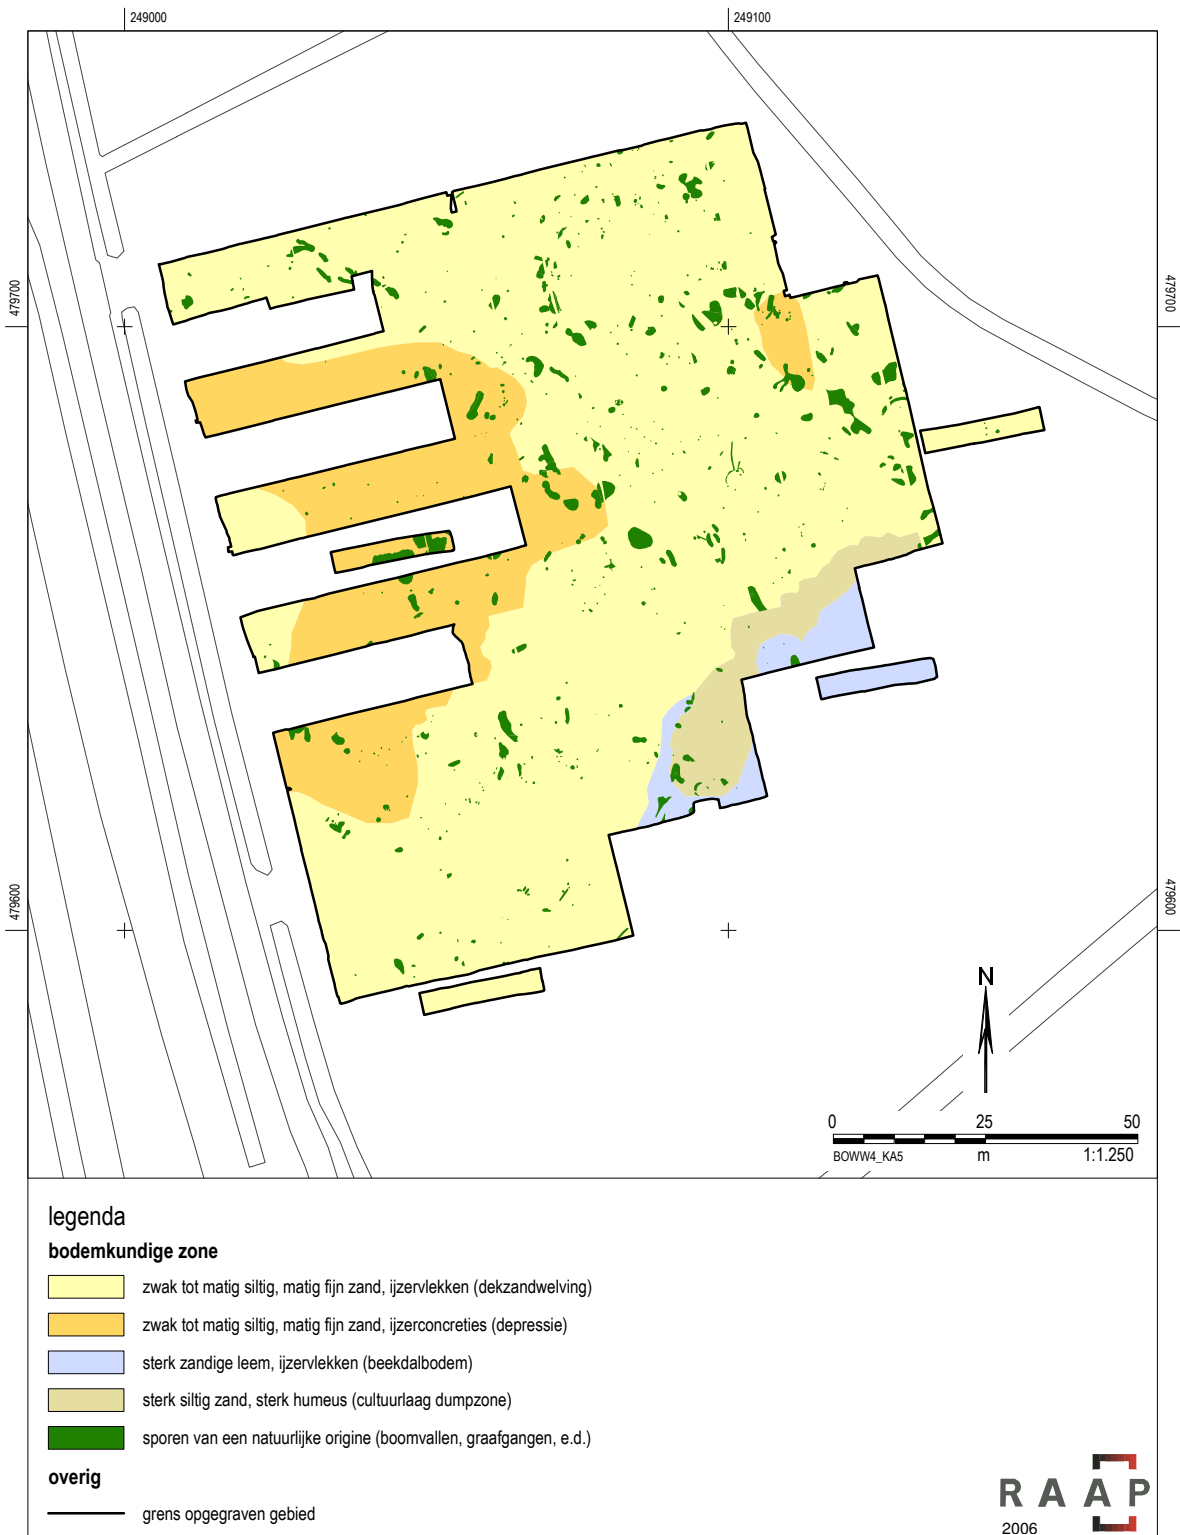 249000
249100
479700
479700
479600
479600
N
0 25 50
BOWW4_KA5 m 1:1.250
legenda
bodemkundige zone
zwak tot matig siltig, matig fijn zand, ijzervlekken (dekzandwelving)
zwak tot matig siltig, matig fijn zand, ijzerconcreties (depressie)
sterk zandige leem, ijzervlekken (beekdalbodem)
sterk siltig zand, sterk humeus (cultuurlaag dumpzone)
sporen van een natuurlijke origine (boomvallen, graafgangen, e.d.)
overig
grens opgegraven gebied
RAAP
2006